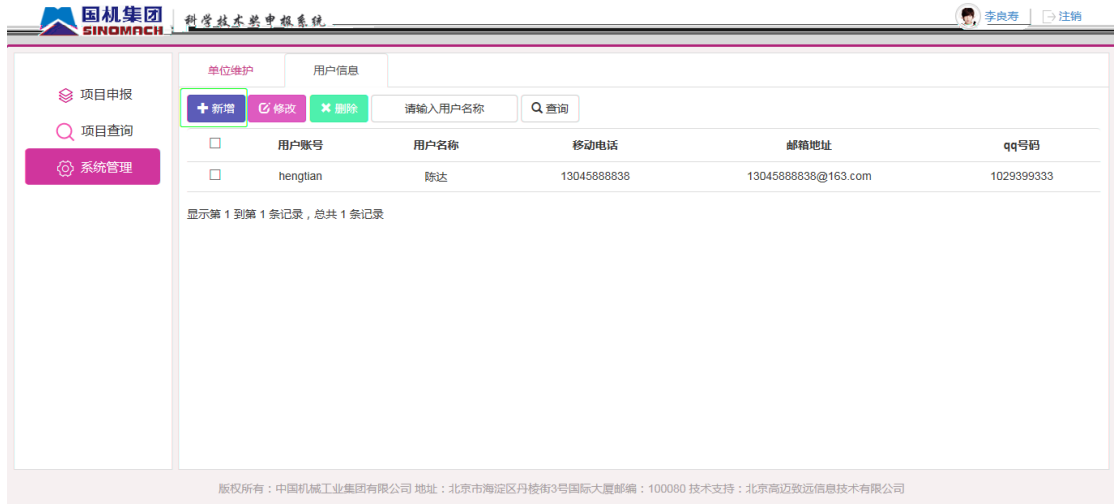 国机集团
SINOMACH
科学技术奖申报系统
李良寿 注销
单位维护 用户信息
项目申报
项目查询
系统管理
新增 修改 删除 请输入用户名称 查询
用户账号 用户名称 移动电话 邮箱地址 qq号码
hengtian 陈达 13045888838 13045888838@163.com 1029399333
显示第 1 到第 1 条记录，总共 1 条记录
版权所有：中国机械工业集团有限公司 地址：北京市海淀区丹棱街3号国际大厦邮编：100080 技术支持：北京高迈致远信息技术有限公司